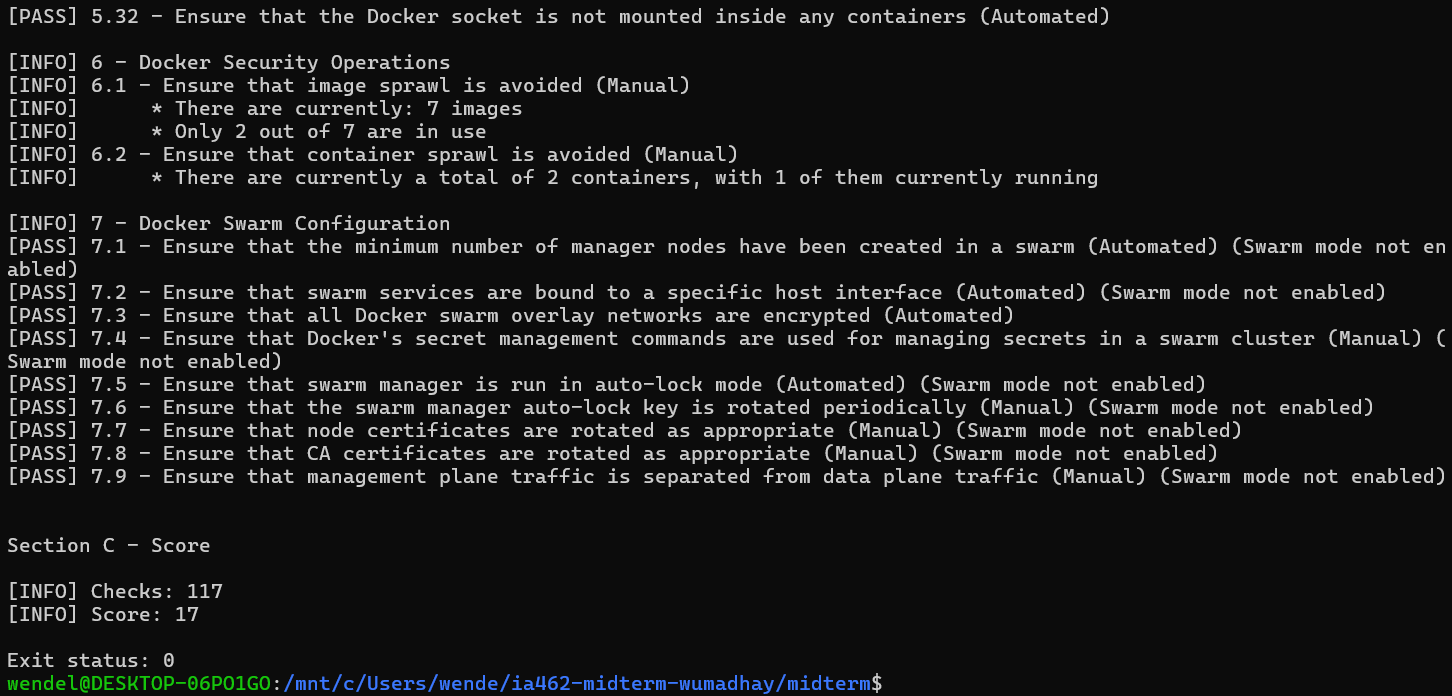 [PASS] 5.32 - Ensure that the Docker socket is not mounted inside any containers (Automated)
[INFO] 6 - Docker Security Operations
[INFO] 6.1 - Ensure that image sprawl is avoided (Manual)
[INFO]      * There are currently: 7 images
[INFO]      * Only 2 out of 7 are in use
[INFO] 6.2 - Ensure that container sprawl is avoided (Manual)
[INFO]      * There are currently a total of 2 containers, with 1 of them currently running
[INFO] 7 - Docker Swarm Configuration
[PASS] 7.1 - Ensure that the minimum number of manager nodes have been created in a swarm (Automated) (Swarm mode not en
abled)
[PASS] 7.2 - Ensure that swarm services are bound to a specific host interface (Automated) (Swarm mode not enabled)
[PASS] 7.3 - Ensure that all Docker swarm overlay networks are encrypted (Automated)
[PASS] 7.4 - Ensure that Docker's secret management commands are used for managing secrets in a swarm cluster (Manual) (
Swarm mode not enabled)
[PASS] 7.5 - Ensure that swarm manager is run in auto-lock mode (Automated) (Swarm mode not enabled)
[PASS] 7.6 - Ensure that the swarm manager auto-lock key is rotated periodically (Manual) (Swarm mode not enabled)
[PASS] 7.7 - Ensure that node certificates are rotated as appropriate (Manual) (Swarm mode not enabled)
[PASS] 7.8 - Ensure that CA certificates are rotated as appropriate (Manual) (Swarm mode not enabled)
[PASS] 7.9 - Ensure that management plane traffic is separated from data plane traffic (Manual) (Swarm mode not enabled)
Section C - Score
[INFO] Checks: 117
[INFO] Score: 17
Exit status: 0
wendel@DESKTOP-06PO1GO:/mnt/c/Users/wende/ia462-midterm-wumadhay/midterm$